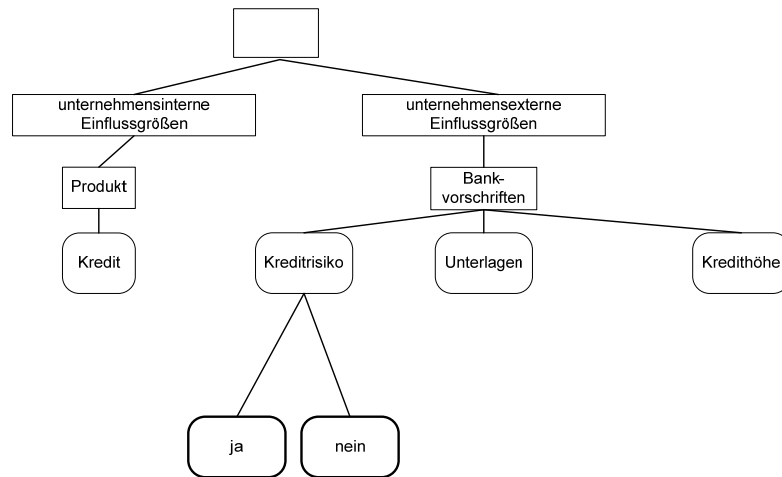 unternehmensinterne
Einflussgrößen
unternehmensexterne
Einflussgrößen
Produkt
Bank-
vorschriften
Kredit
Kreditrisiko
Unterlagen
Kredithöhe
ja
nein